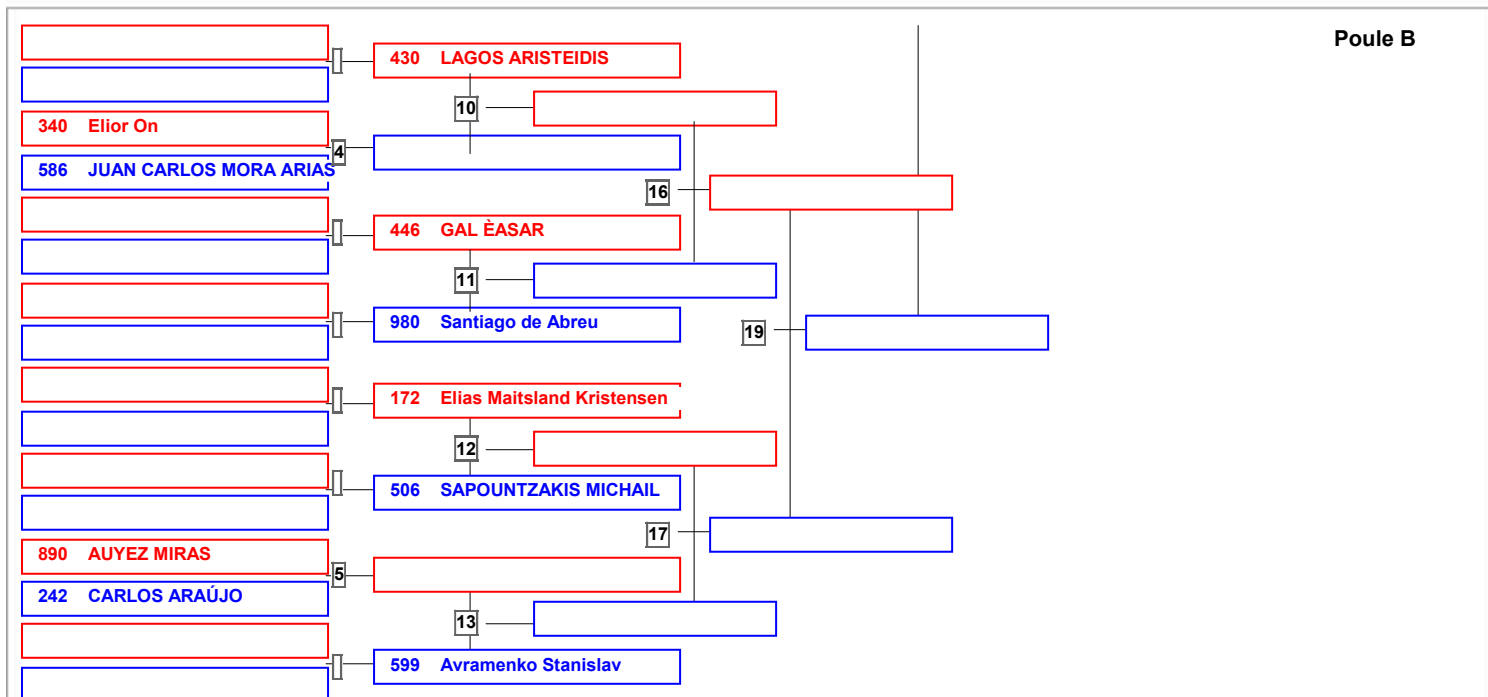 Poule B
430 LAGOS ARISTEIDIS
10
340 Elior On
4
586 JUAN CARLOS MORA ARIAS
16
446 GAL ÈASAR
11
980 Santiago de Abreu
19
172 Elias Maitsland Kristensen
12
506 SAPOUNTZAKIS MICHAIL
17
890 AUYEZ MIRAS
5
242 CARLOS ARAÚJO
13
599 Avramenko Stanislav